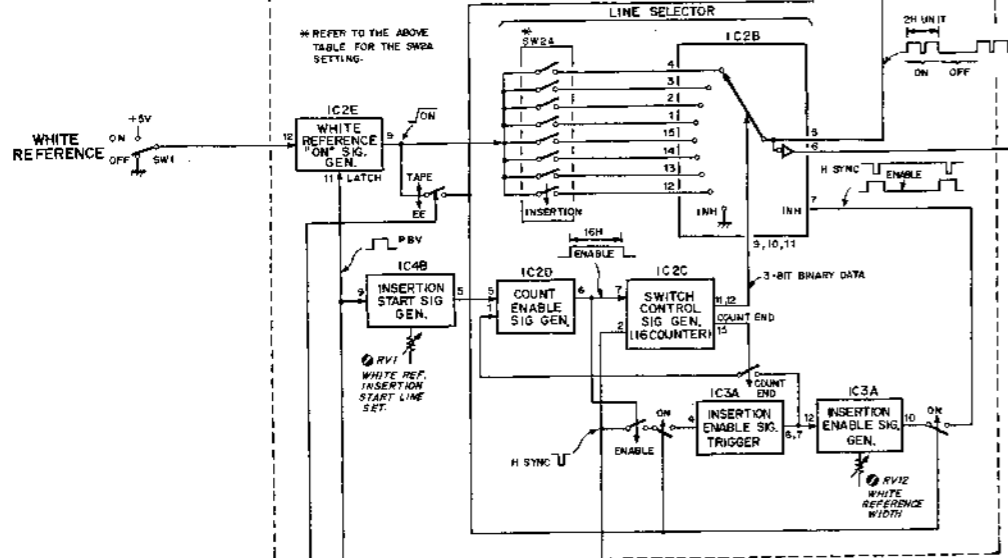 LINE SELECTOR
* REFER TO THE ABOVE
TABLE FOR THE SW2A
SETTING.
*
SW2A
IC2B
2H UNIT
ON OFF
4
3
2
1
15
14
13
12
INSERTION
INH
INH
5
6
7
9,10,11
H SYNC
ENABLE
+5V
WHITE
REFERENCE
ON
OFF
SW1
12
IC2E
WHITE
REFERENCE
"ON" SIG.
GEN.
9
ON
11 LATCH
TAPE
EE
PBV
9
IC4B
INSERTION
START SIG
GEN.
5
RV1
WHITE REF.
INSERTION
START LINE
SET.
5
1
IC2D
COUNT
ENABLE
SIG GEN.
6
16H
ENABLE
7
2
IC2C
SWITCH
CONTROL
SIG GEN.
(16COUNTER)
11,12
COUNT END
15
3-BIT BINARY DATA
COUNT
END
H SYNC
ENABLE
ON
4
IC3A
INSERTION
ENABLE SIG.
TRIGGER
6,7
12
IC3A
INSERTION
ENABLE SIG.
GEN.
10
ON
RV12
WHITE
REFERENCE
WIDTH